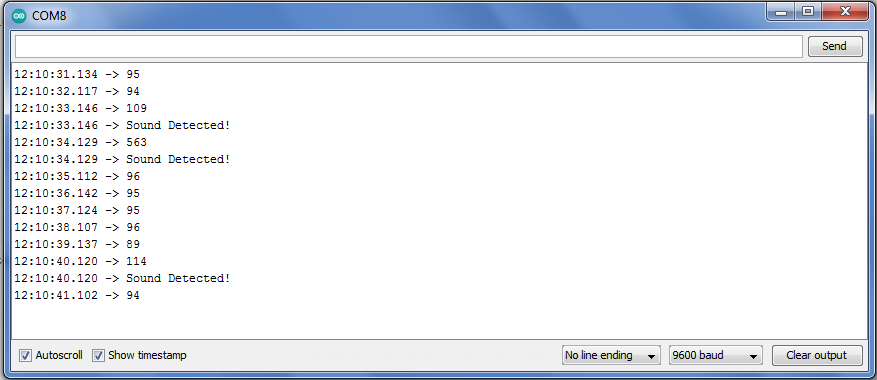 COM8
Send
12:10:31.134 -> 95
12:10:32.117 -> 94
12:10:33.146 -> 109
12:10:33.146 -> Sound Detected!
12:10:34.129 -> 563
12:10:34.129 -> Sound Detected!
12:10:35.112 -> 96
12:10:36.142 -> 95
12:10:37.124 -> 95
12:10:38.107 -> 96
12:10:39.137 -> 89
12:10:40.120 -> 114
12:10:40.120 -> Sound Detected!
12:10:41.102 -> 94
Autoscroll Show timestamp No line ending 9600 baud Clear output